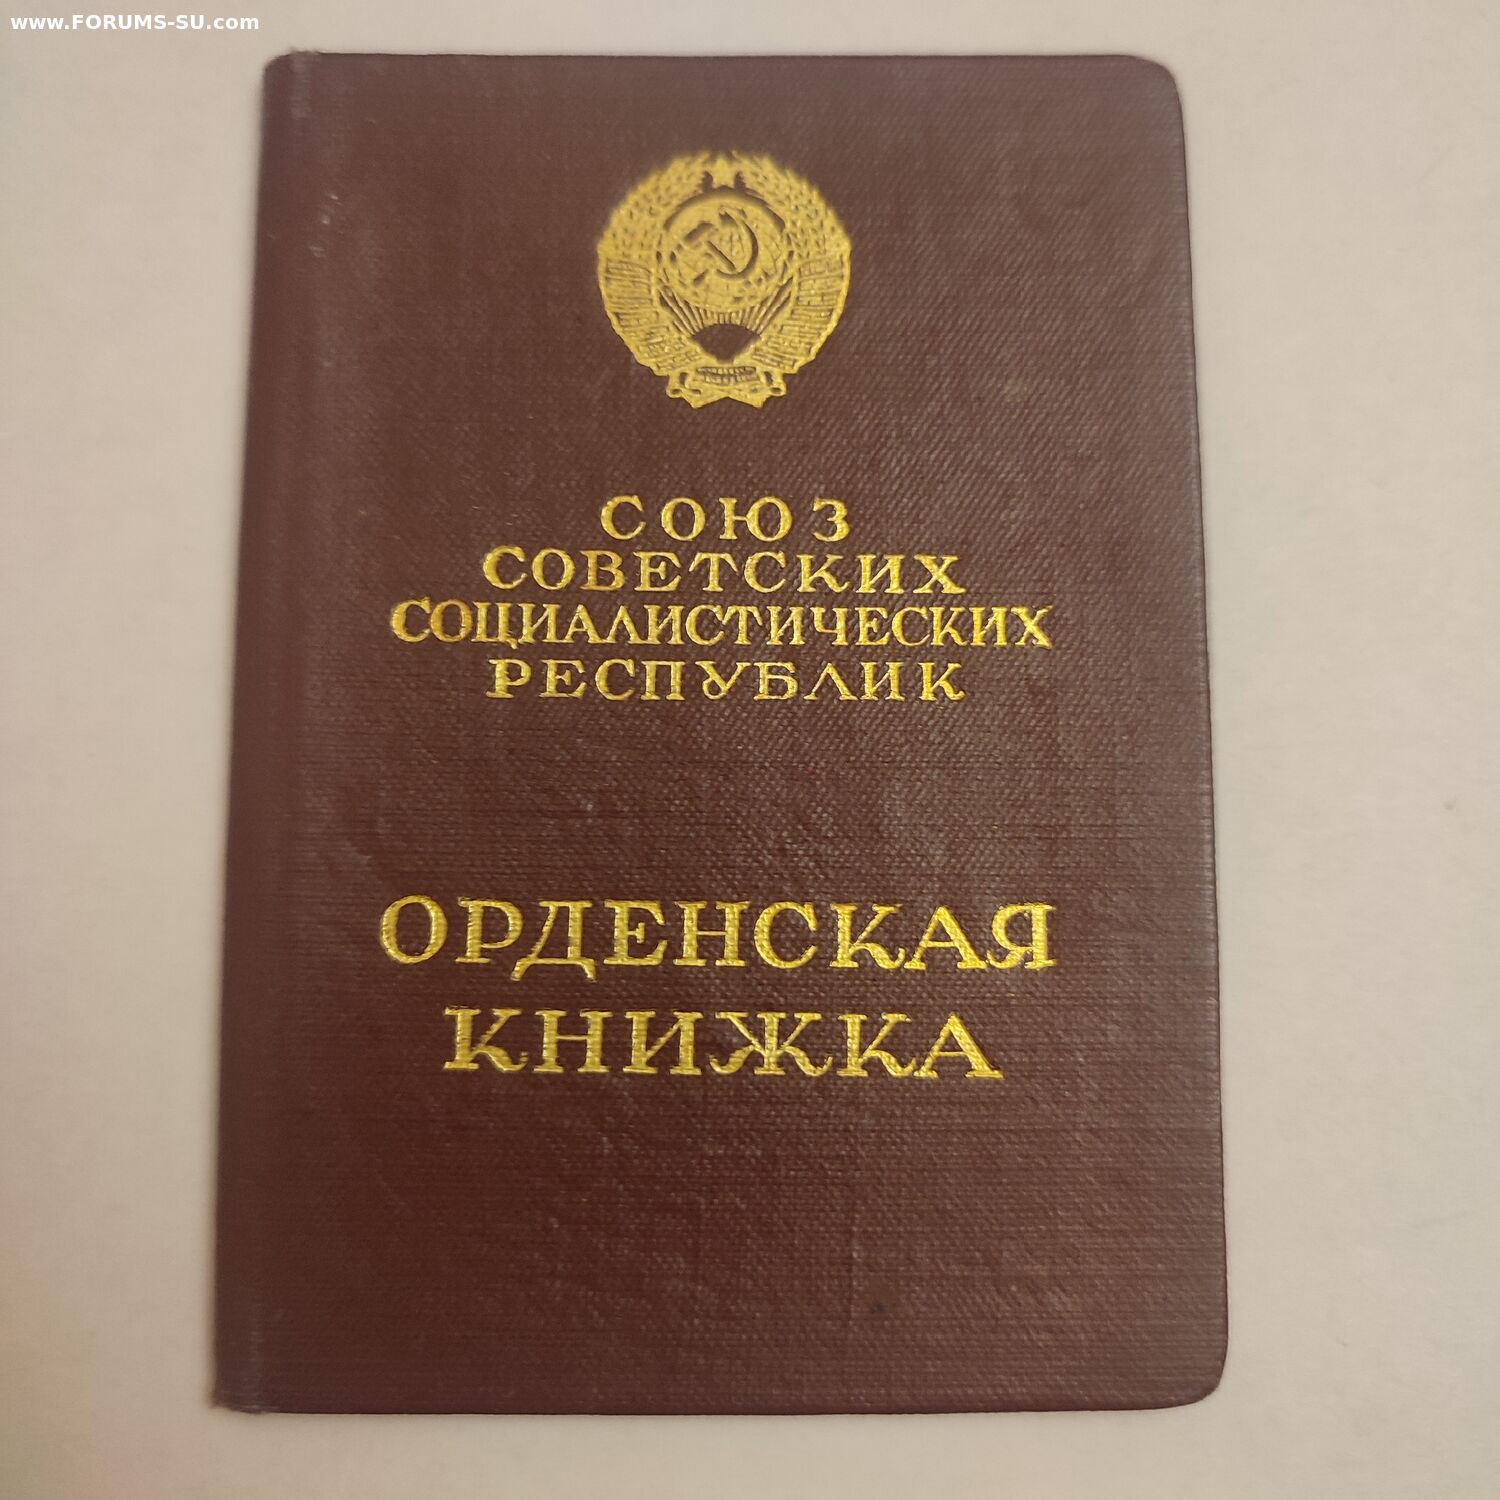 www.FORUMS-SU.com
СОЮЗ
СОВЕТСКИХ
СОЦИАЛИСТИЧЕСКИХ
РЕСПУБЛИК
ОРДЕНСКАЯ
КНИЖКА